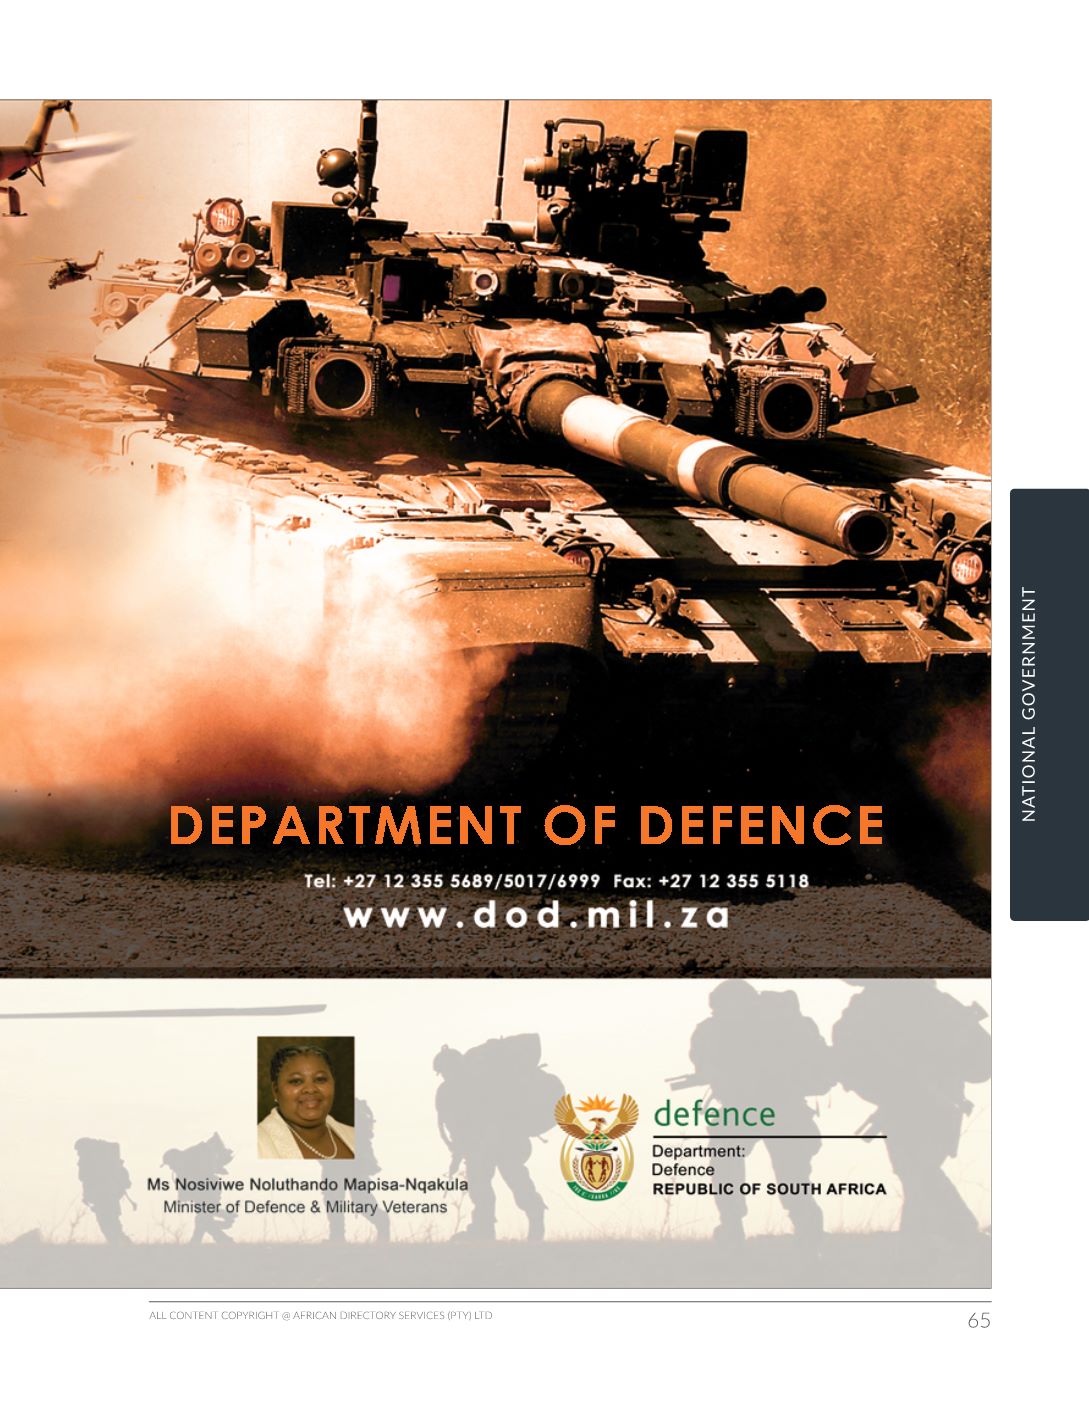 NATIONAL GOVERNMENT
DEPARTMENT OF DEFENCE
Tel: +27 12 355 5689/5017/6999 Fax: +27 12 355 5118
www.dod.mil.za
Ms Nosiviwe Noluthando Mapisa-Nqakula
Minister of Defence & Military Veterans
defence
Department:
Defence
REPUBLIC OF SOUTH AFRICA
ALL CONTENT COPYRIGHT @ AFRICAN DIRECTORY SERVICES (PTY) LTD
65